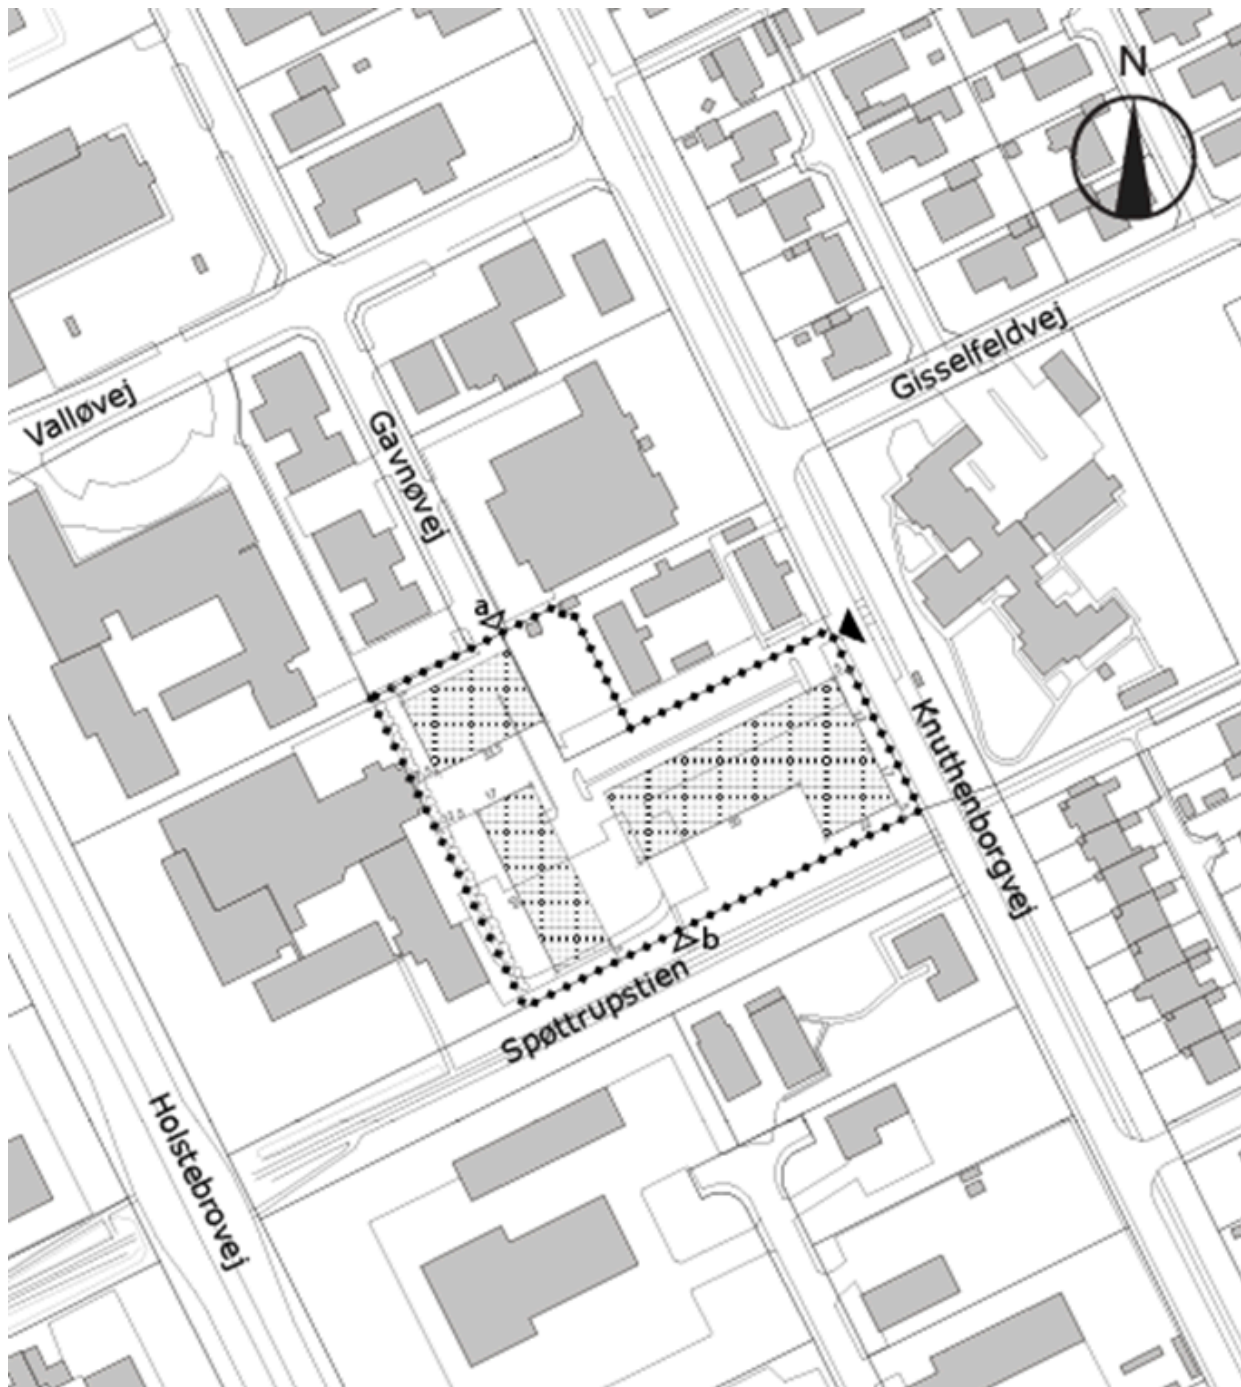 N
Gisselfeldvej
Valløvej
Gavnøvej
a
Knuthenborgvej
b
Spøttrupstien
Holstebrovej